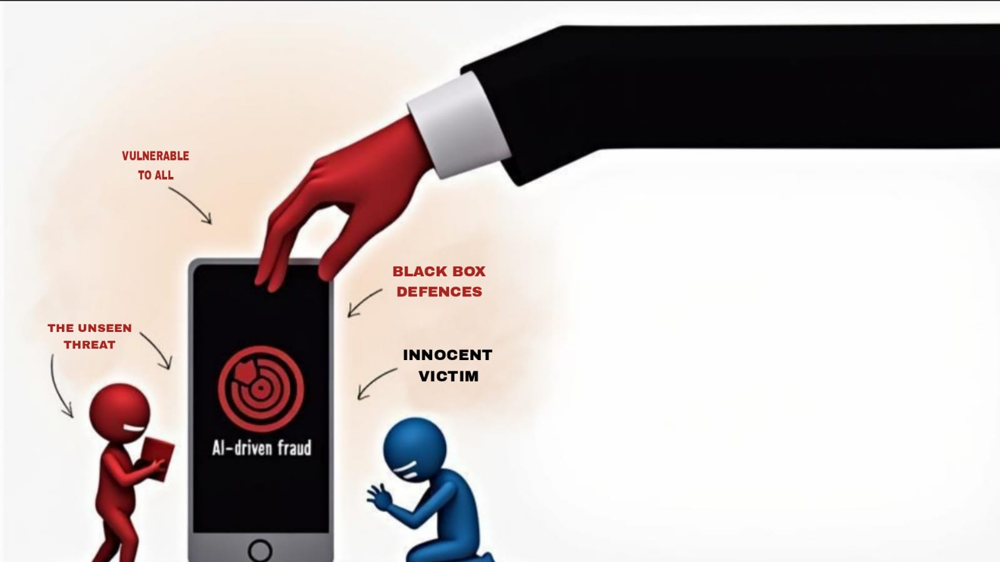 VULNERABLE
TO ALL
BLACK BOX
DEFENCES
THE UNSEEN
THREAT
INNOCENT
VICTIM
AI-driven fraud